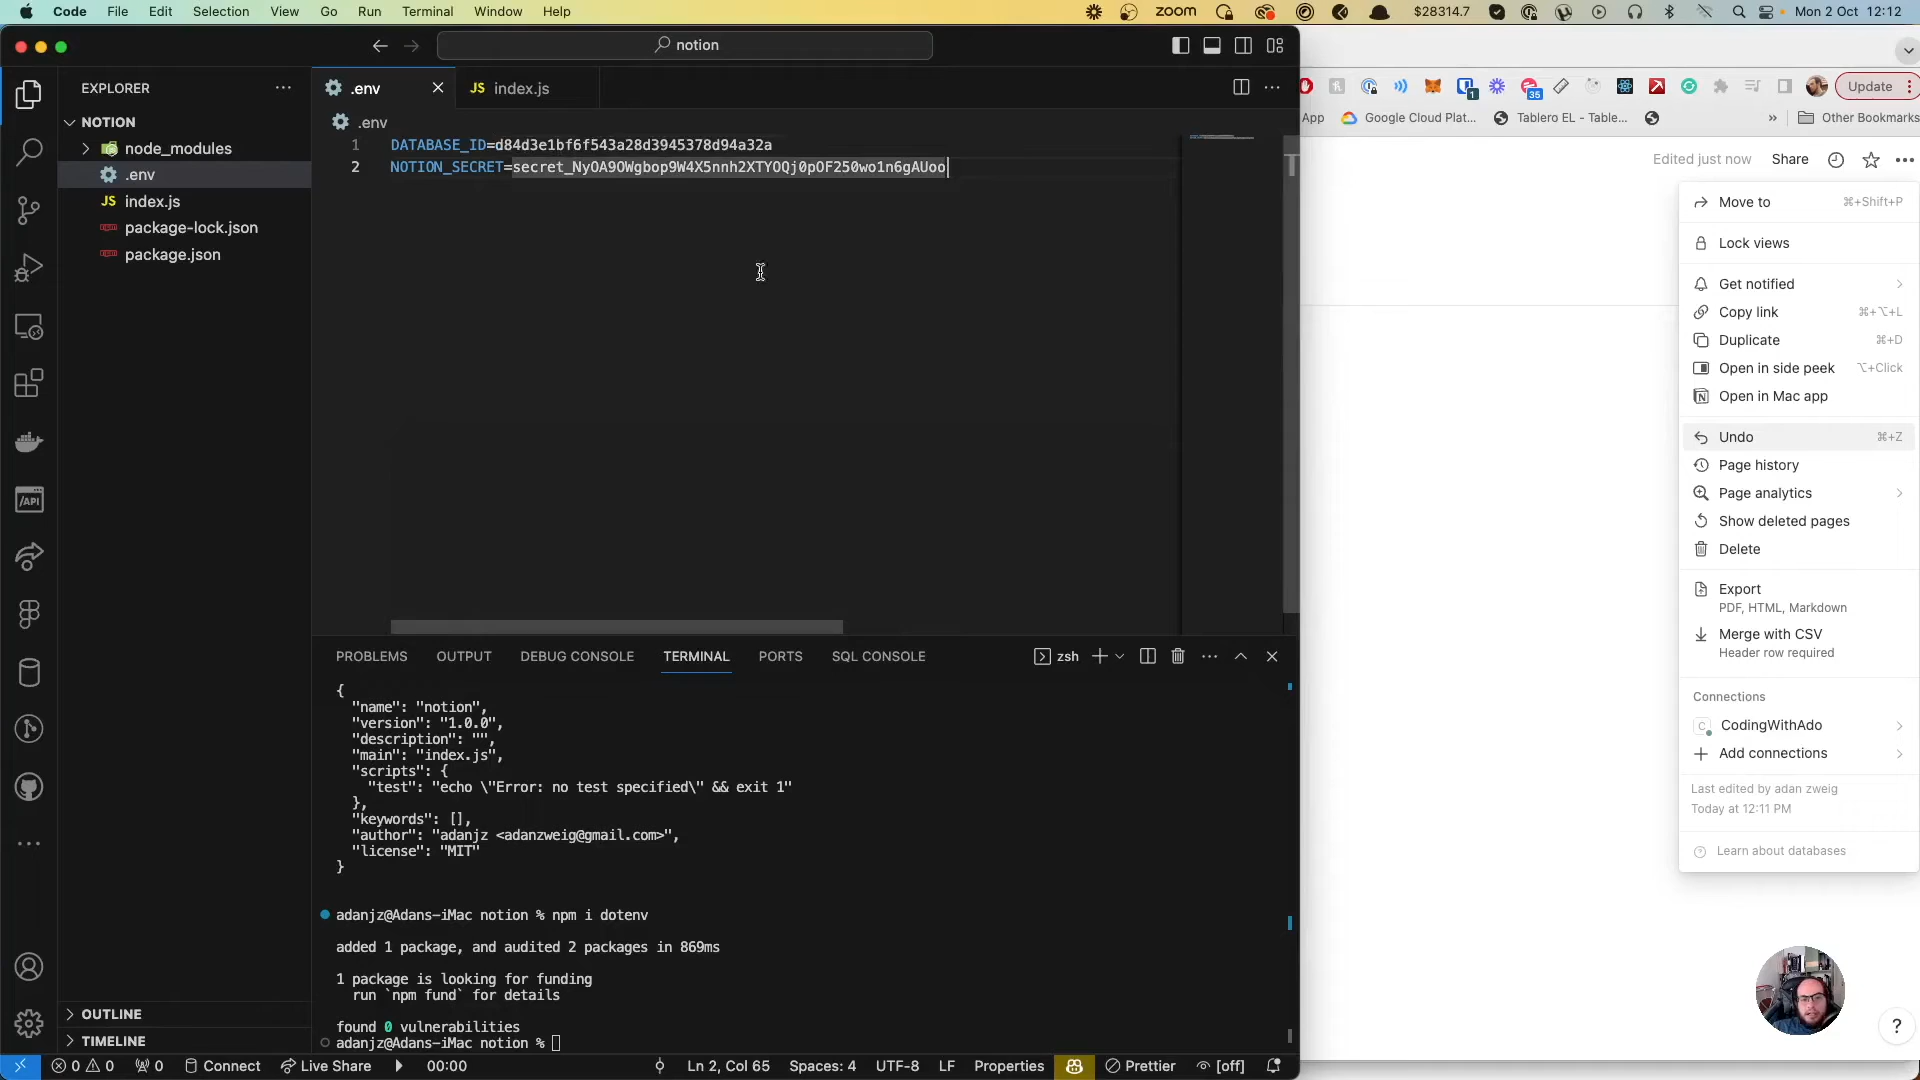 Code File Edit Selection View Go Run Terminal Window Help
zoom $28314.7 Mon 2 Oct 12:12
notion
EXPLORER
NOTION
node_modules
.env
index.js
package-lock.json
package.json
OUTLINE
TIMELINE
.env
JS index.js
.env
1 DATABASE_ID=d84d3e1bf6f543a28d3945378d94a32a
2 NOTION_SECRET=secret_NyOA9OWgbop9W4X5nnh2XTYOQj0pOF250wo1n6gAUoo
PROBLEMS OUTPUT DEBUG CONSOLE TERMINAL PORTS SQL CONSOLE
zsh
{
"name": "notion",
"version": "1.0.0",
"description": "",
"main": "index.js",
"scripts": {
"test": "echo \"Error: no test specified\" && exit 1"
},
"keywords": [],
"author": "adanjz <adanzweig@gmail.com>",
"license": "MIT"
}
adanjz@Adans-iMac notion % npm i dotenv
added 1 package, and audited 2 packages in 869ms
1 package is looking for funding
run `npm fund` for details
found 0 vulnerabilities
adanjz@Adans-iMac notion %
0 0 0 Connect Live Share 00:00 Ln 2, Col 65 Spaces: 4 UTF-8 LF Properties Prettier [off]
1 35 Update
App Google Cloud Plat... Tablero EL - Table... » Other Bookmarks
Edited just now Share
Move to ⌘+Shift+P
Lock views
Get notified
Copy link ⌘+⌥+L
Duplicate ⌘+D
Open in side peek ⌥+Click
Open in Mac app
Undo ⌘+Z
Page history
Page analytics
Show deleted pages
Delete
Export
PDF, HTML, Markdown
Merge with CSV
Header row required
Connections
C CodingWithAdo
Add connections
Last edited by adan zweig
Today at 12:11 PM
Learn about databases
?